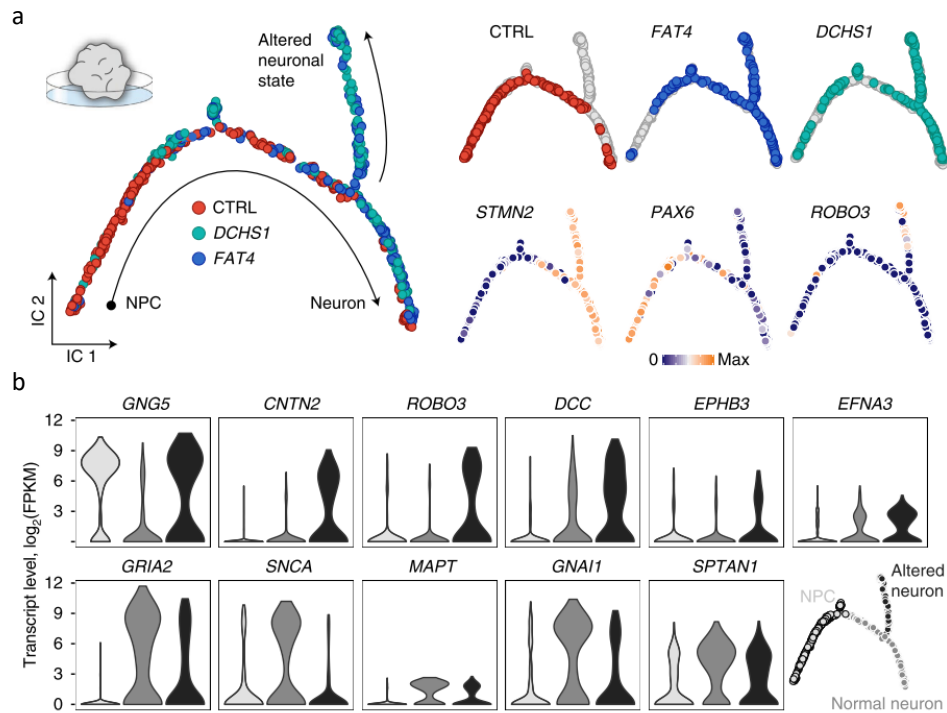 a
Altered
neuronal
state
CTRL
DCHS1
FAT4
NPC
Neuron
IC 2
IC 1
CTRL
FAT4
DCHS1
STMN2
PAX6
ROBO3
0 Max
b
GNG5 CNTN2 ROBO3 DCC EPHB3 EFNA3
12
9
6
3
Transcript level, log₂(FPKM)
GRIA2 SNCA MAPT GNAI1 SPTAN1
12
9
6
3
0
Altered
neuron
NPC
Normal neuron